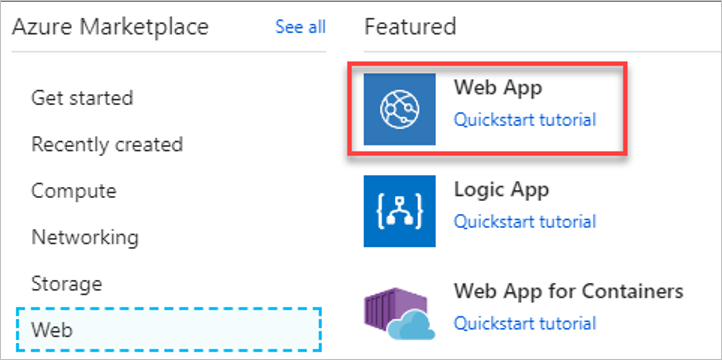 Azure Marketplace See all
Get started
Recently created
Compute
Networking
Storage
Web
Featured
Web App
Quickstart tutorial
Logic App
Quickstart tutorial
Web App for Containers
Quickstart tutorial